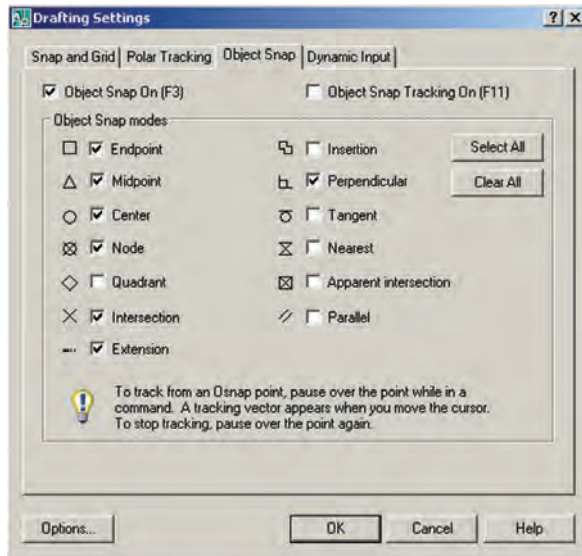 Drafting Settings
Snap and Grid Polar Tracking Object Snap Dynamic Input
Object Snap On (F3) Object Snap Tracking On (F11)
Object Snap modes
Endpoint Insertion Select All
Midpoint Perpendicular Clear All
Center Tangent
Node Nearest
Quadrant Apparent intersection
Intersection Parallel
Extension
To track from an Osnap point, pause over the point while in a
command. A tracking vector appears when you move the cursor.
To stop tracking, pause over the point again.
Options... OK Cancel Help